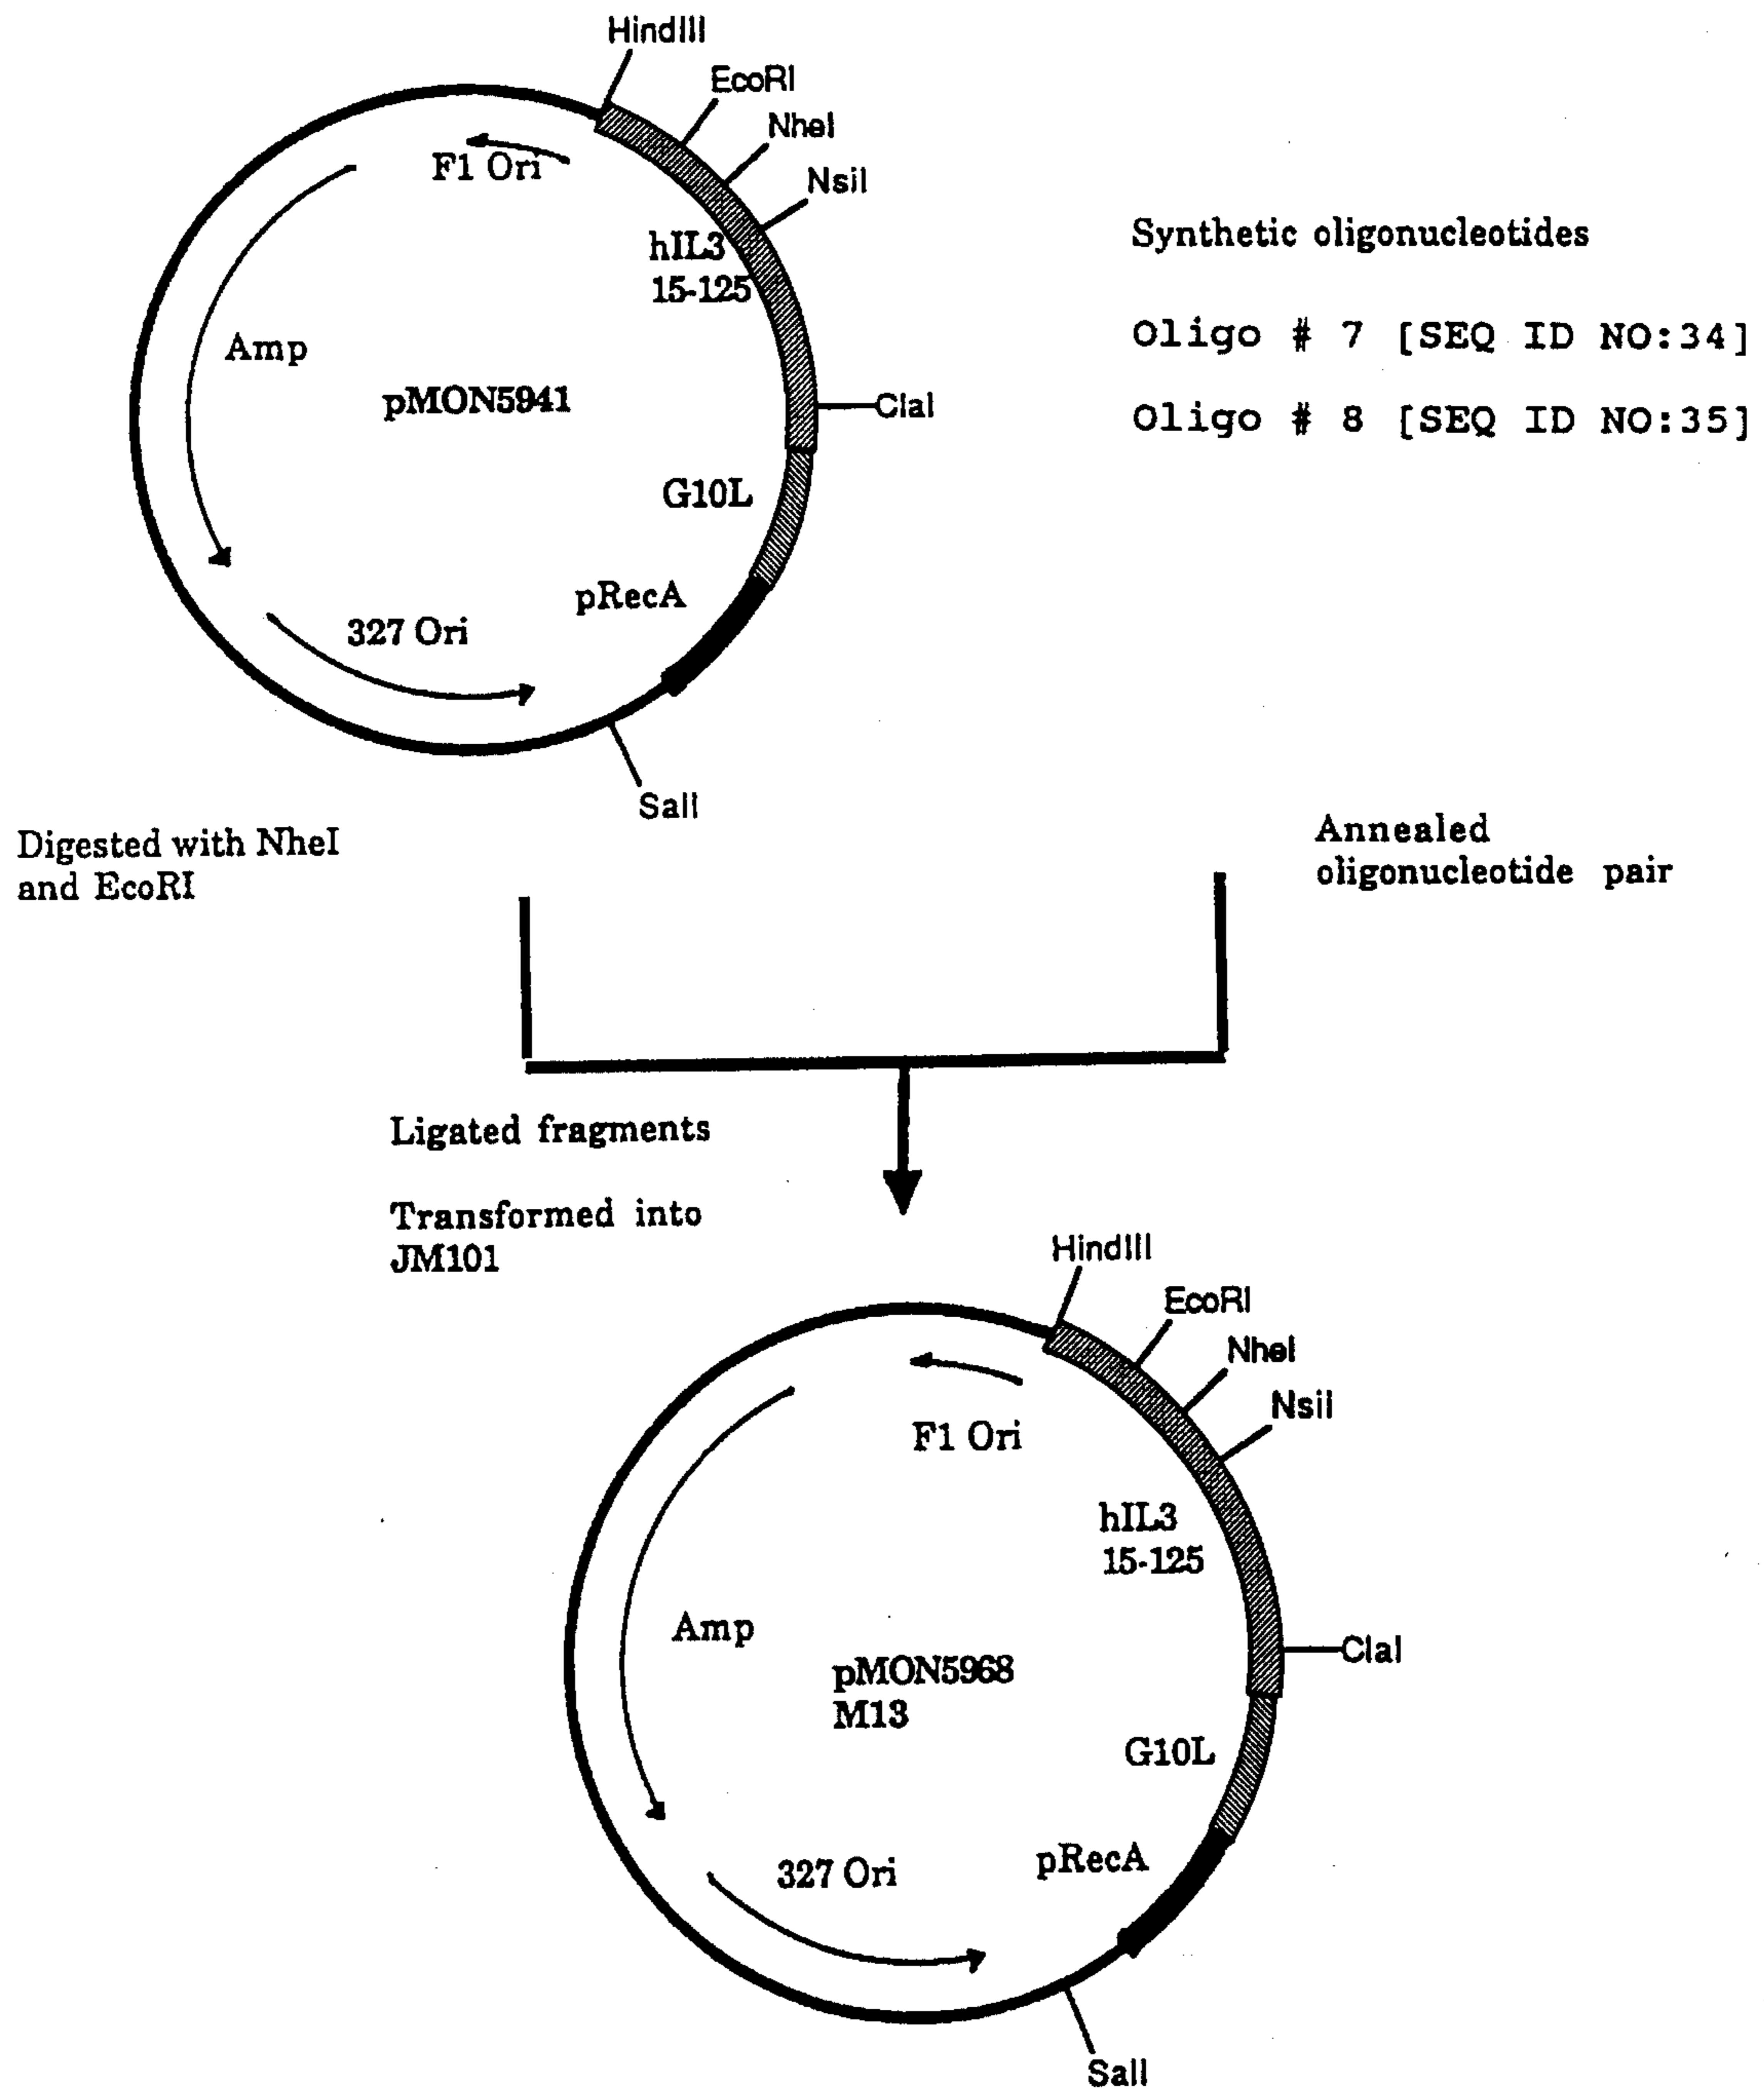 HindIII
EcoRI
NheI
NsiI
F1 Ori
hIL3
15-125
Amp
pMON5941
ClaI
G10L
pRecA
327 Ori
SalI
Synthetic oligonucleotides
Oligo # 7 [SEQ ID NO:34]
Oligo # 8 [SEQ ID NO:35]
Digested with NheI
and EcoRI
Annealed
oligonucleotide pair
Ligated fragments
Transformed into
JM101
HindIII
EcoRI
NheI
NsiI
F1 Ori
hIL3
15-125
Amp
pMON5968
M13
ClaI
G10L
pRecA
327 Ori
SalI